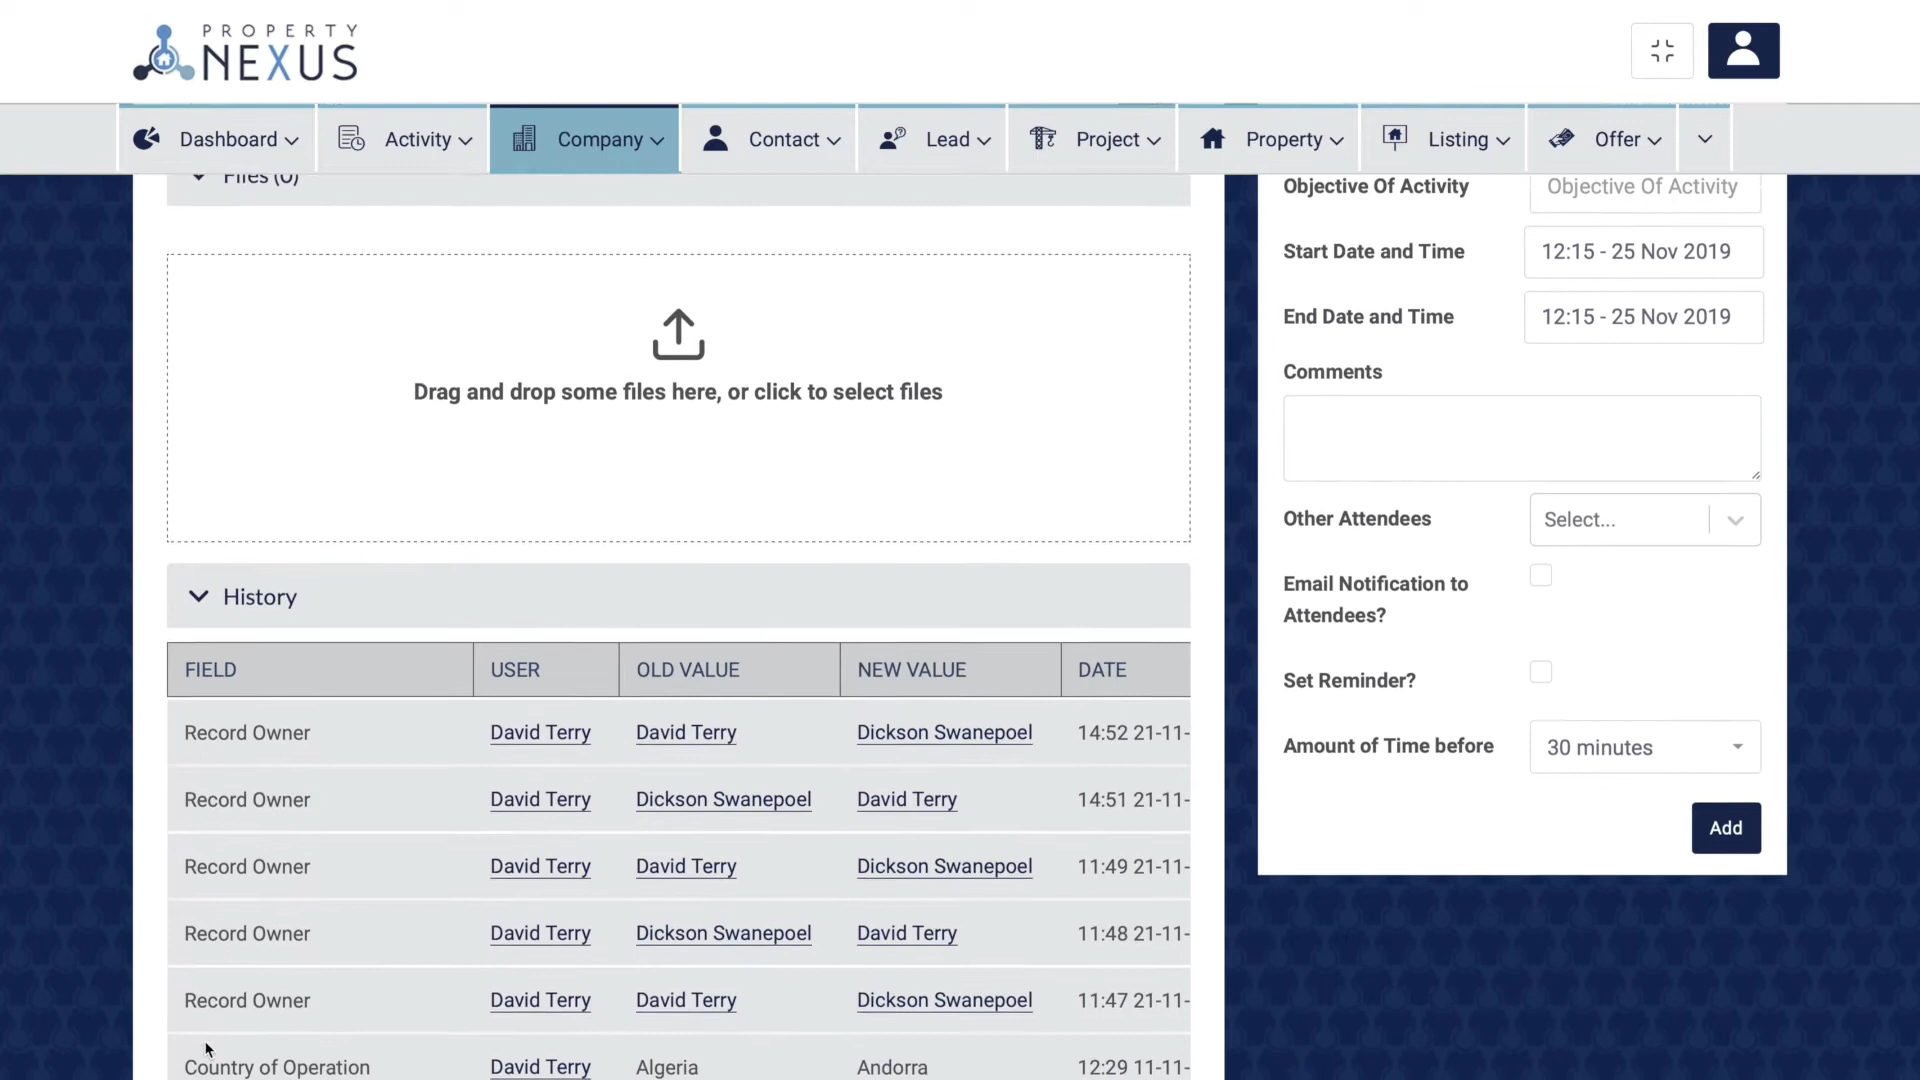 PROPERTY
NEXUS
Dashboard
Activity
Company
Contact
Lead
Project
Property
Listing
Offer
Files (0)
Drag and drop some files here, or click to select files
History
FIELD USER OLD VALUE NEW VALUE DATE
Record Owner David Terry David Terry Dickson Swanepoel 14:52 21-11-
Record Owner David Terry Dickson Swanepoel David Terry 14:51 21-11-
Record Owner David Terry David Terry Dickson Swanepoel 11:49 21-11-
Record Owner David Terry Dickson Swanepoel David Terry 11:48 21-11-
Record Owner David Terry David Terry Dickson Swanepoel 11:47 21-11-
Country of Operation David Terry Algeria Andorra 12:29 11-11-
Objective Of Activity Objective Of Activity
Start Date and Time 12:15 - 25 Nov 2019
End Date and Time 12:15 - 25 Nov 2019
Comments
Other Attendees Select...
Email Notification to
Attendees?
Set Reminder?
Amount of Time before 30 minutes
Add